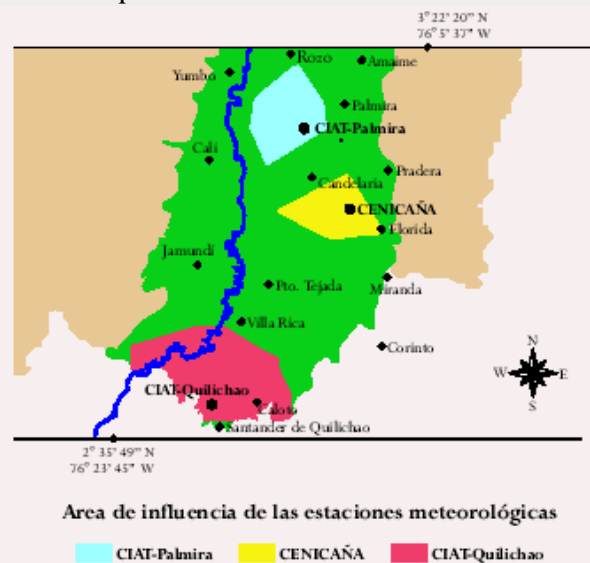 3° 22' 20'" N
76° 5' 37" W
Rozo
Amaime
Yumbo
Palmira
CIAT-Palmira
Cali
Pradera
Candelaria
CENICAÑA
Florida
Jamundí
Pto. Tejada
Miranda
Villa Rica
Corinto
N
W
E
S
CIAT-Quilichao
Caloto
Santander de Quilichao
2° 35' 49'" N
76° 23' 45" W
Area de influencia de las estaciones meteorológicas
CIAT-Palmira CENICAÑA CIAT-Quilichao